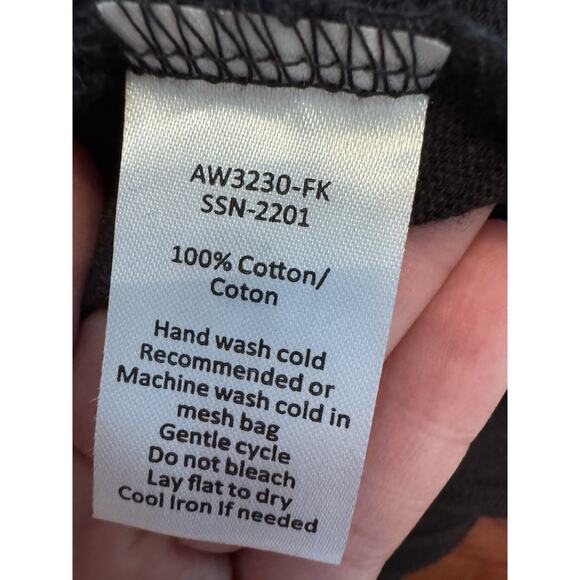 AW3230-FK
SSN-2201
100% Cotton/
Coton
Hand wash cold
Recommended or
Machine wash cold in
mesh bag
Gentle cycle
Do not bleach
Lay flat to dry
Cool Iron If needed